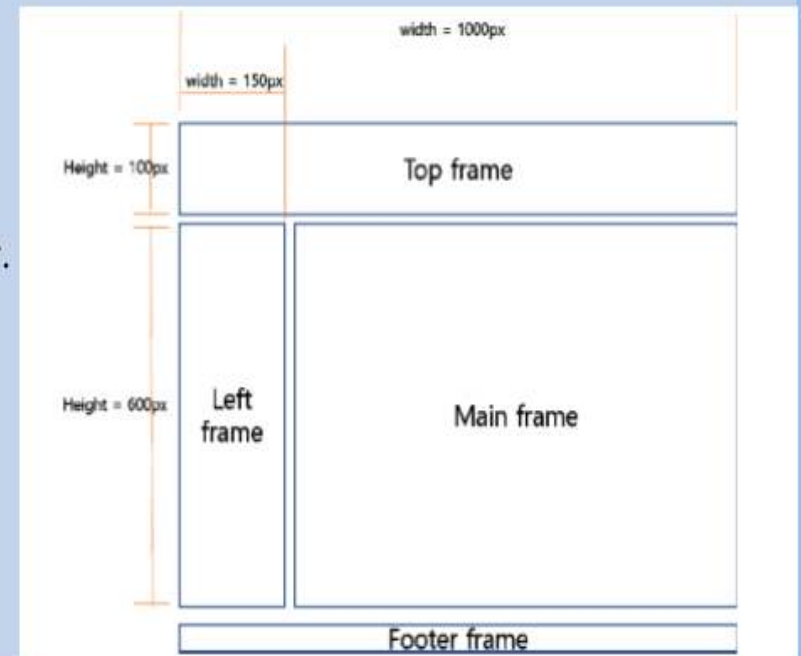 width = 1000px
width = 150px
Height = 100px
Top frame
.
Height = 600px
Left
frame
Main frame
Footer frame